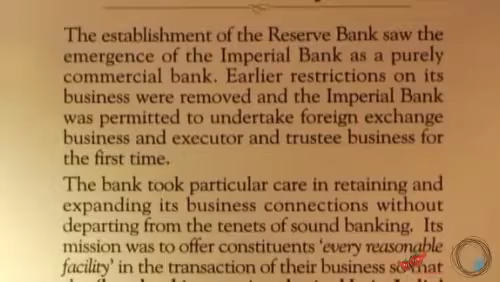 The establishment of the Reserve Bank saw the
emergence of the Imperial Bank as a purely
commercial bank. Earlier restrictions on its
business were removed and the Imperial Bank
was permitted to undertake foreign exchange
business and executor and trustee business for
the first time.
The bank took particular care in retaining and
expanding its business connections without
departing from the tenets of sound banking. Its
mission was to offer constituents 'every reasonable
facility' in the transaction of their business so that